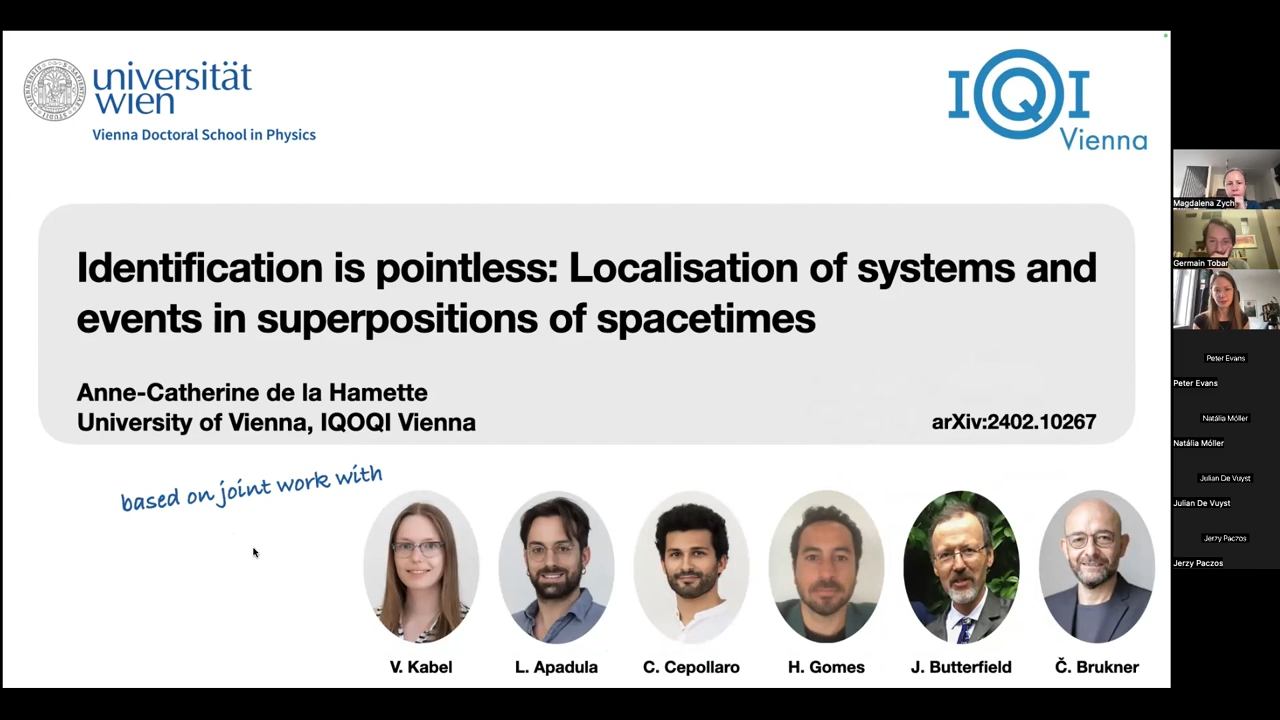 universität
wien
Vienna Doctoral School in Physics
IQI
Vienna
Identification is pointless: Localisation of systems and
events in superpositions of spacetimes
Anne-Catherine de la Hamette
University of Vienna, IQOQI Vienna
arXiv:2402.10267
based on joint work with
V. Kabel
L. Apadula
C. Cepollaro
H. Gomes
J. Butterfield
Č. Brukner
Magdalena Zych
Germain Tobar
Peter Evans
Peter Evans
Natália Móller
Natália Móller
Julian De Vuyst
Julian De Vuyst
Jerzy Paczos
Jerzy Paczos